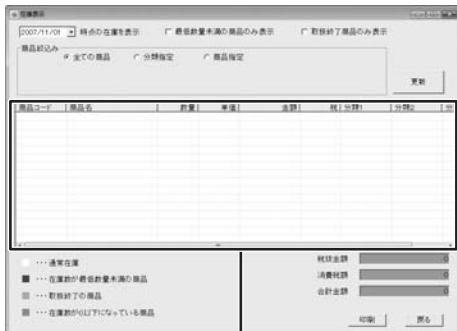 在庫表示
2007/11/01 時点の在庫を表示 最低数量未満の商品のみ表示 取扱終了商品のみ表示
商品絞込み
全ての商品 分類指定 商品指定
更新
商品コード 商品名 数量 単価 金額 税 分類1 分類2 分
・・・通常在庫
・・・在庫数が最低数量未満の商品
・・・取扱終了の商品
・・・在庫数が0以下になっている商品
税抜金額 0
消費税額 0
合計金額 0
印刷 戻る